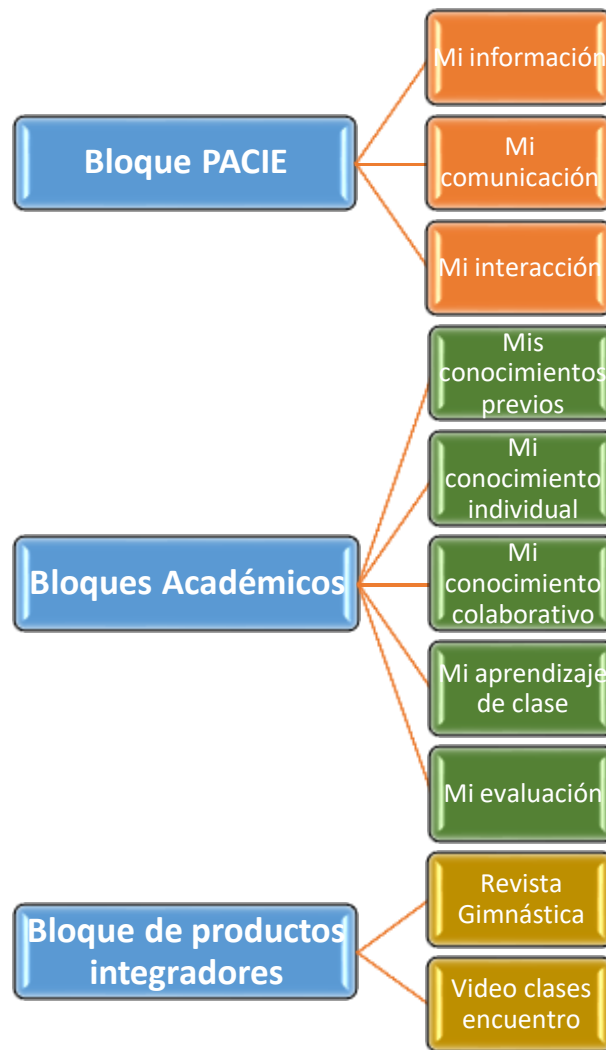 Bloque PACIE
Mi información
Mi
comunicación
Mi interacción
Bloques Académicos
Mis
conocimientos
previos
Mi
conocimiento
individual
Mi
conocimiento
colaborativo
Mi aprendizaje
de clase
Mi evaluación
Bloque de productos
integradores
Revista
Gimnástica
Video clases
encuentro